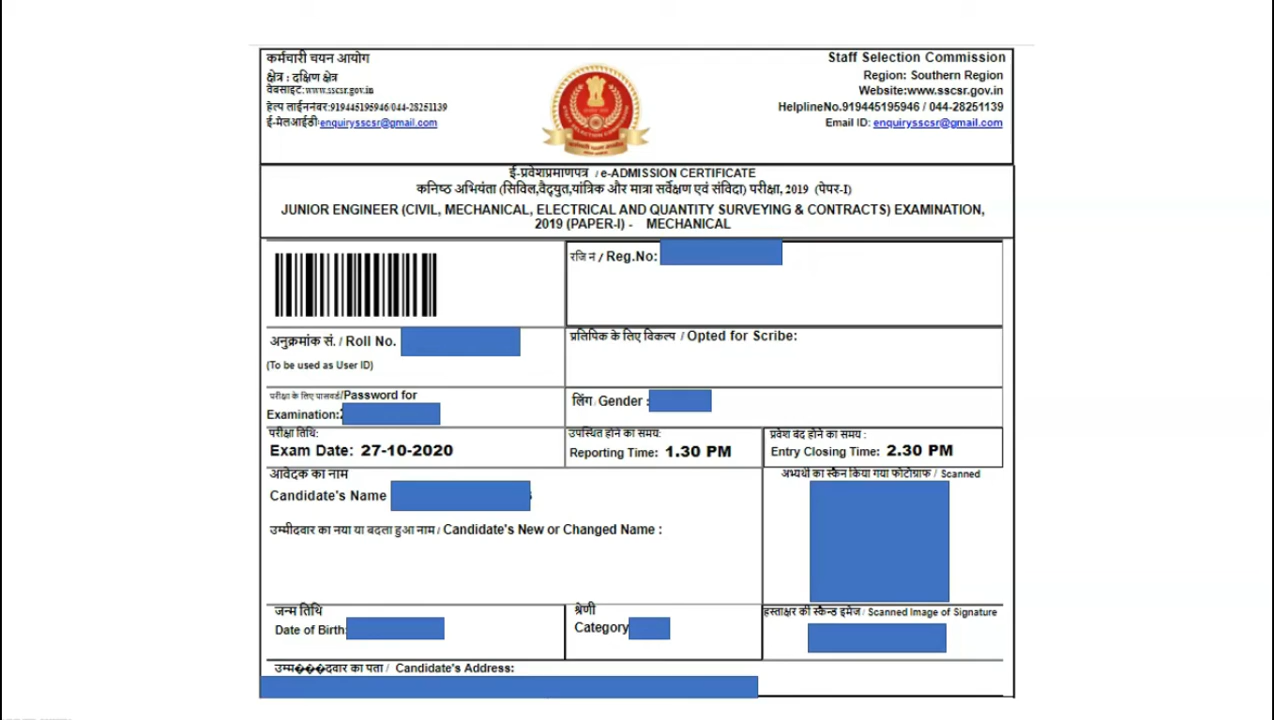 कर्मचारी चयन आयोग
क्षेत्र : दक्षिण क्षेत्र
वेबसाइट:www.sscsr.gov.in
हेल्प लाईननंबर:919445195946/044-28251139
ई-मेलआईडी:enquirysscsr@gmail.com
Staff Selection Commission
Region: Southern Region
Website:www.sscsr.gov.in
HelplineNo.919445195946 / 044-28251139
Email ID: enquirysscsr@gmail.com
ई-प्रवेशप्रमाणपत्र / e-ADMISSION CERTIFICATE
कनिष्ठ अभियंता (सिविल,वैद्युत,यांत्रिक और मात्रा सर्वेक्षण एवं संविदा) परीक्षा, 2019 (पेपर-I)
JUNIOR ENGINEER (CIVIL, MECHANICAL, ELECTRICAL AND QUANTITY SURVEYING & CONTRACTS) EXAMINATION,
2019 (PAPER-I) - MECHANICAL
रजि नं / Reg.No:
अनुक्रमांक सं. / Roll No.
(To be used as User ID)
प्रतिलिपिक के लिए विकल्प / Opted for Scribe:
परीक्षा के लिए पासवर्ड/Password for
Examination:
लिंग Gender :
परीक्षा तिथि:
Exam Date: 27-10-2020
उपस्थित होने का समय:
Reporting Time: 1.30 PM
प्रवेश बंद होने का समय :
Entry Closing Time: 2.30 PM
आवेदक का नाम
Candidate's Name
अभ्यर्थी का स्कैन किया गया फोटोग्राफ / Scanned
उम्मीदवार का नया या बदला हुआ नाम / Candidate's New or Changed Name :
जन्म तिथि
Date of Birth:
श्रेणी
Category
हस्ताक्षर की स्कैन्ड इमेज / Scanned Image of Signature
उम्म���दवार का पता / Candidate's Address: